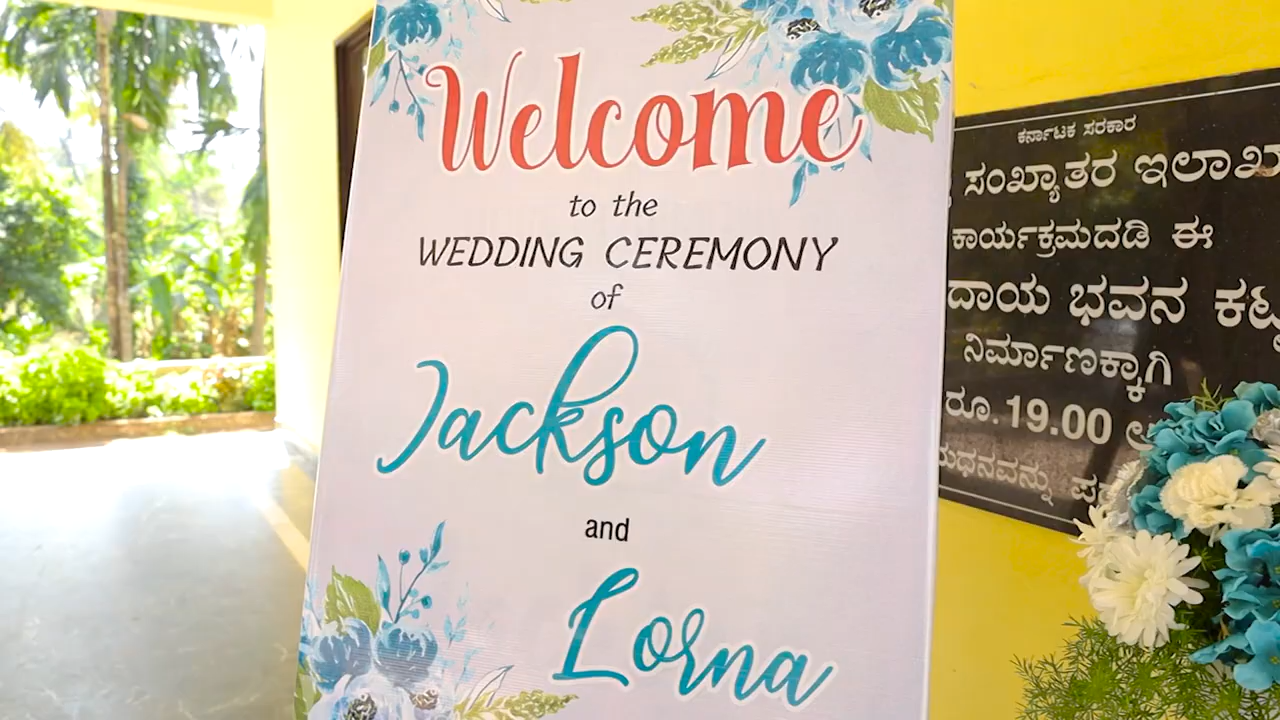 Welcome
to the
WEDDING CEREMONY
of
Jackson
and
Lorna
ಕರ್ನಾಟಕ ಸರಕಾರ
ಸಂಖ್ಯಾತರ ಇಲಾಖ
ಕಾರ್ಯಕ್ರಮದಡಿ ಈ
ದಾಯ ಭವನ ಕಟ್ಟ
ನಿರ್ಮಾಣಕ್ಕಾಗಿ
ರೂ. 19.00
ಧನವನ್ನು